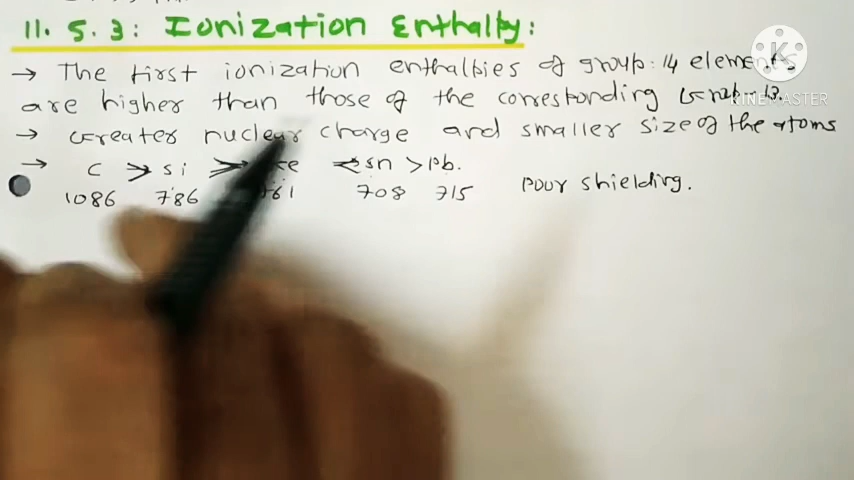 11. 5.3: Ionization Enthalpy:
→ The first ionization enthalpies of group: 14 elements
are higher than those of the corresponding Group-13.
KINEMASTER
→ Greater nuclear charge and smaller size of the atoms
→ C > Si > sn > Pb.
1086 786 761 708 715 poor shielding.